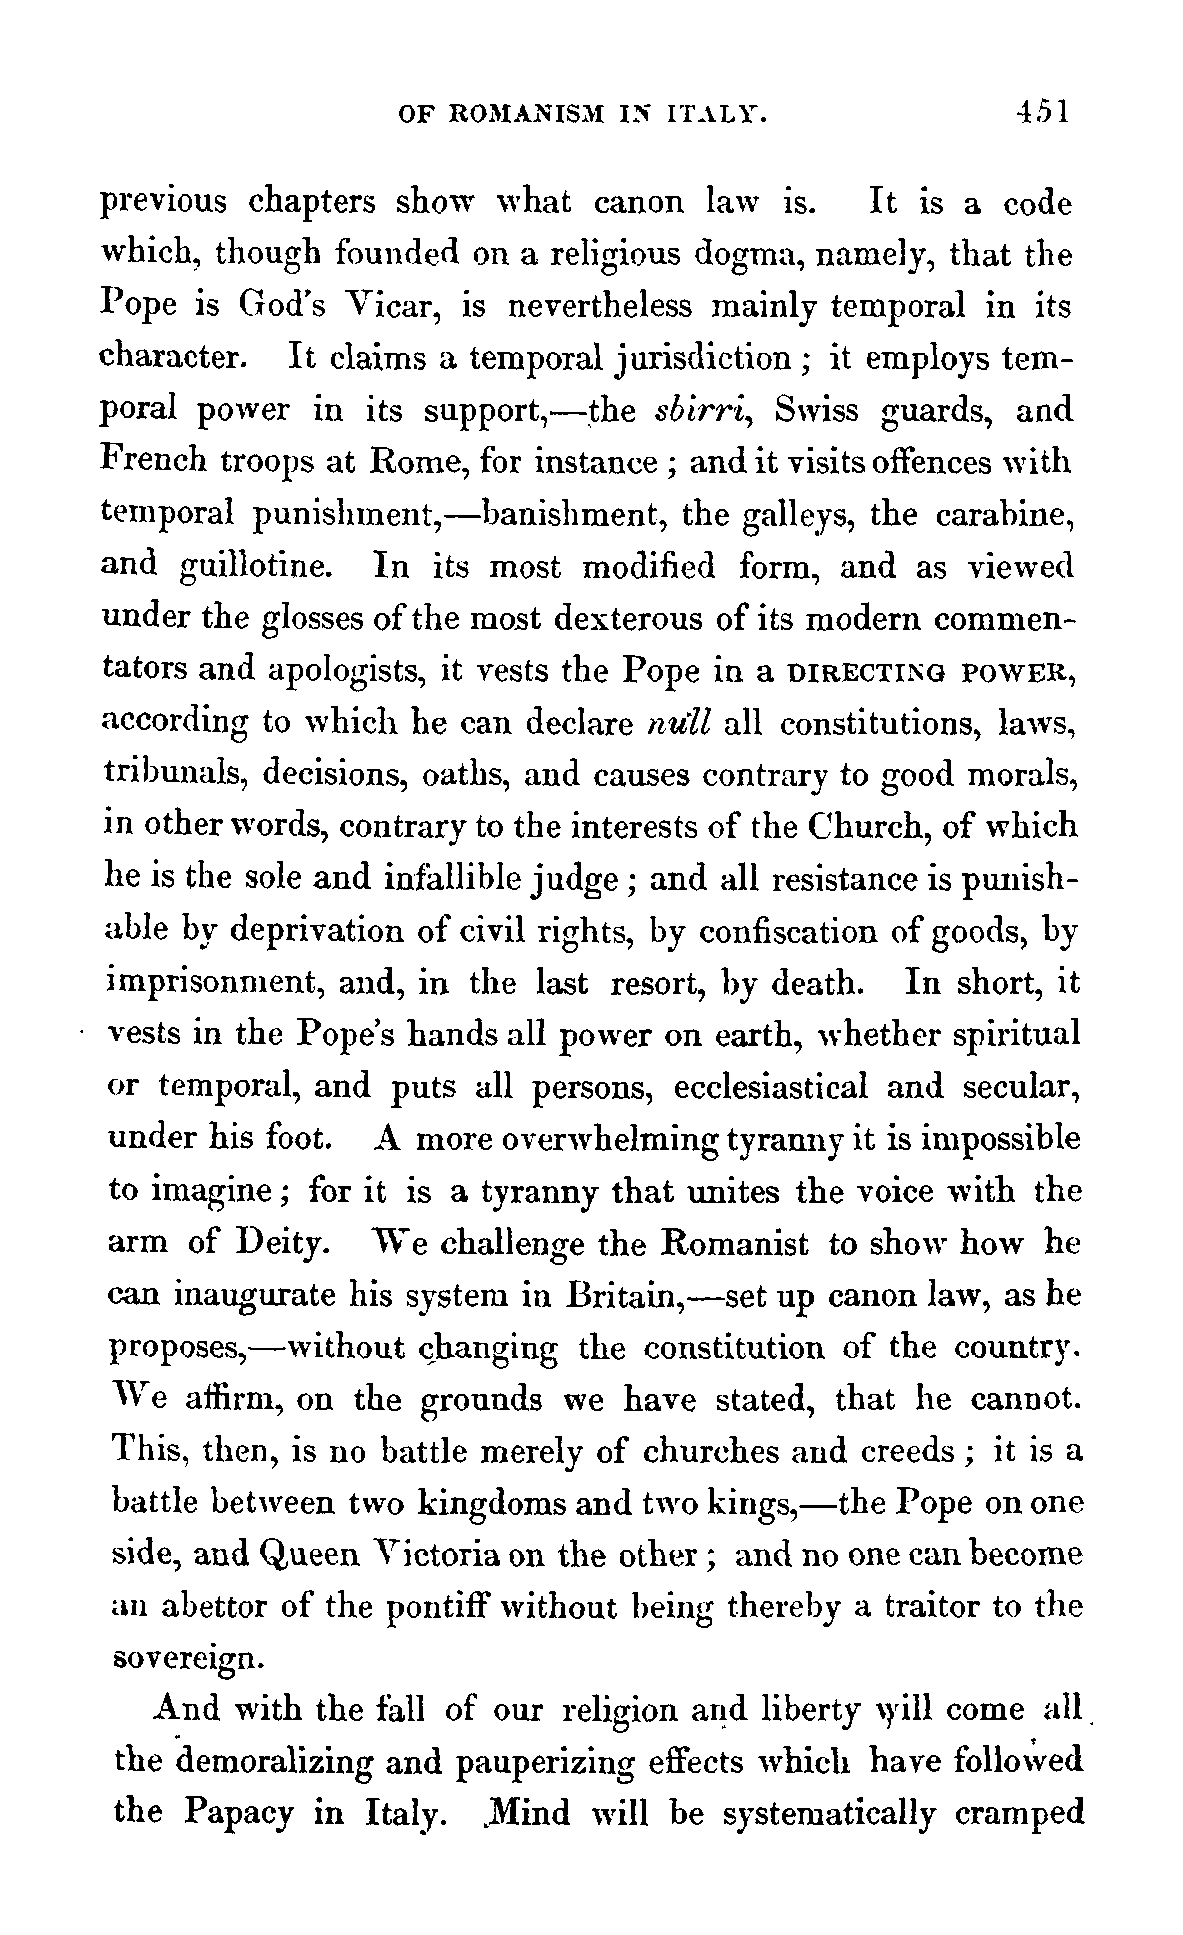 OF ROMANISM IN ITALY. 451
previous chapters show what canon law is. It is a code
which, though founded on a religious dogma, namely, that the
Pope is God's Vicar, is nevertheless mainly temporal in its
character. It claims a temporal jurisdiction; it employs tem-
poral power in its support,—the sbirri, Swiss guards, and
French troops at Rome, for instance; and it visits offences with
temporal punishment,—banishment, the galleys, the carabine,
and guillotine. In its most modified form, and as viewed
under the glosses of the most dexterous of its modern commen-
tators and apologists, it vests the Pope in a DIRECTING POWER,
according to which he can declare null all constitutions, laws,
tribunals, decisions, oaths, and causes contrary to good morals,
in other words, contrary to the interests of the Church, of which
he is the sole and infallible judge; and all resistance is punish-
able by deprivation of civil rights, by confiscation of goods, by
imprisonment, and, in the last resort, by death. In short, it
vests in the Pope's hands all power on earth, whether spiritual
or temporal, and puts all persons, ecclesiastical and secular,
under his foot. A more overwhelming tyranny it is impossible
to imagine; for it is a tyranny that unites the voice with the
arm of Deity. We challenge the Romanist to show how he
can inaugurate his system in Britain,—set up canon law, as he
proposes,—without changing the constitution of the country.
We affirm, on the grounds we have stated, that he cannot.
This, then, is no battle merely of churches and creeds; it is a
battle between two kingdoms and two kings,—the Pope on one
side, and Queen Victoria on the other; and no one can become
an abettor of the pontiff without being thereby a traitor to the
sovereign.
And with the fall of our religion and liberty will come all
the demoralizing and pauperizing effects which have followed
the Papacy in Italy. Mind will be systematically cramped